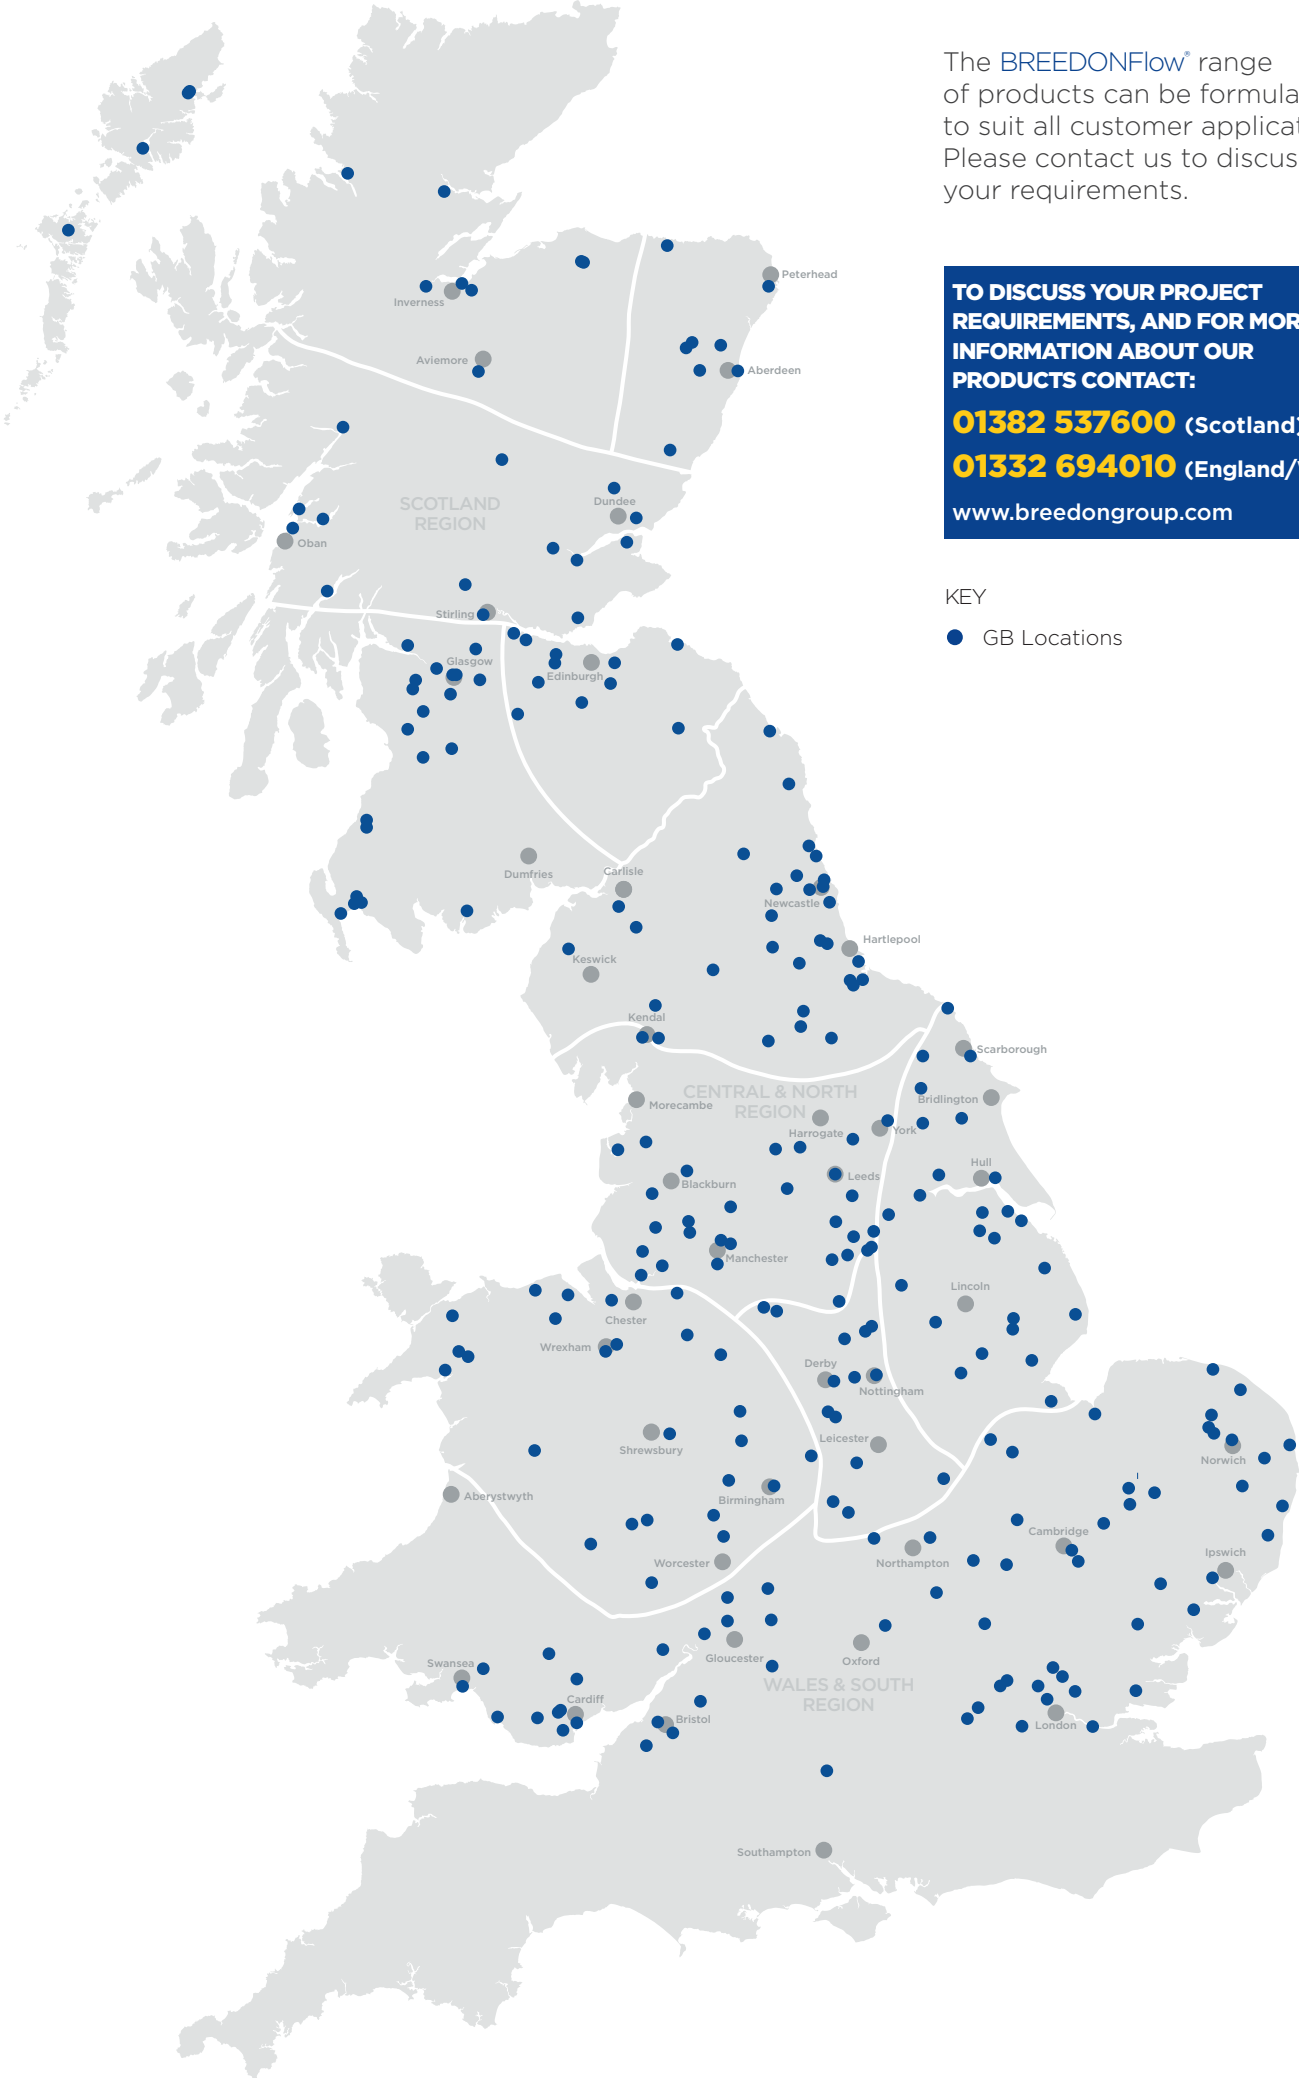 The BREEDONFlow® range
of products can be formula
to suit all customer applicat
Please contact us to discus
your requirements.
TO DISCUSS YOUR PROJECT
REQUIREMENTS, AND FOR MOR
INFORMATION ABOUT OUR
PRODUCTS CONTACT:
01382 537600 (Scotland)
01332 694010 (England/
www.breedongroup.com
KEY
GB Locations
Peterhead
Inverness
Aviemore
Aberdeen
SCOTLAND
REGION
Dundee
Oban
Stirling
Glasgow
Edinburgh
Dumfries
Carlisle
Newcastle
Hartlepool
Keswick
Kendal
Scarborough
CENTRAL & NORTH
REGION
Morecambe
Bridlington
Harrogate
York
Hull
Leeds
Blackburn
Manchester
Lincoln
Chester
Wrexham
Derby
Nottingham
Shrewsbury
Leicester
Norwich
Aberystwyth
Birmingham
Cambridge
Worcester
Northampton
Ipswich
Gloucester
Oxford
Swansea
WALES & SOUTH
REGION
Cardiff
Bristol
London
Southampton